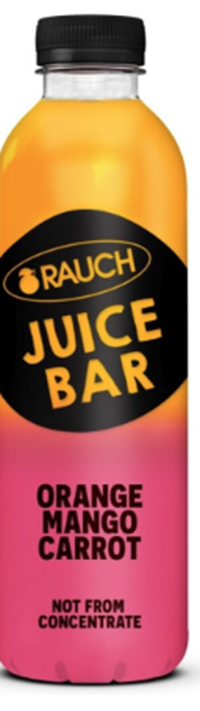 RAUCH
JUICE
BAR
ORANGE
MANGO
CARROT
NOT FROM
CONCENTRATE